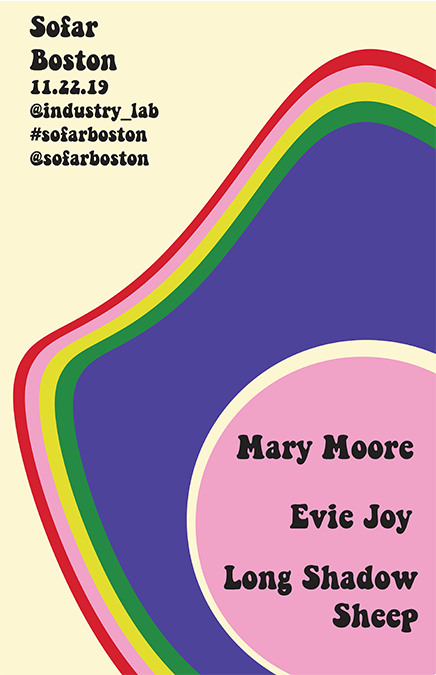 Sofar
Boston
11.22.19
@industry_lab
#sofarboston
@sofarboston
Mary Moore
Evie Joy
Long Shadow
Sheep